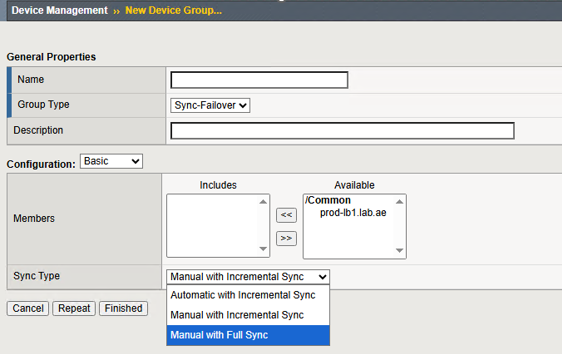 Device Management ›› New Device Group...
General Properties
Name
Group Type Sync-Failover
Description
Configuration: Basic
Includes Available
Members << /Common
prod-lb1.lab.ae
>>
Sync Type Manual with Incremental Sync
Automatic with Incremental Sync
Manual with Incremental Sync
Manual with Full Sync
Cancel Repeat Finished